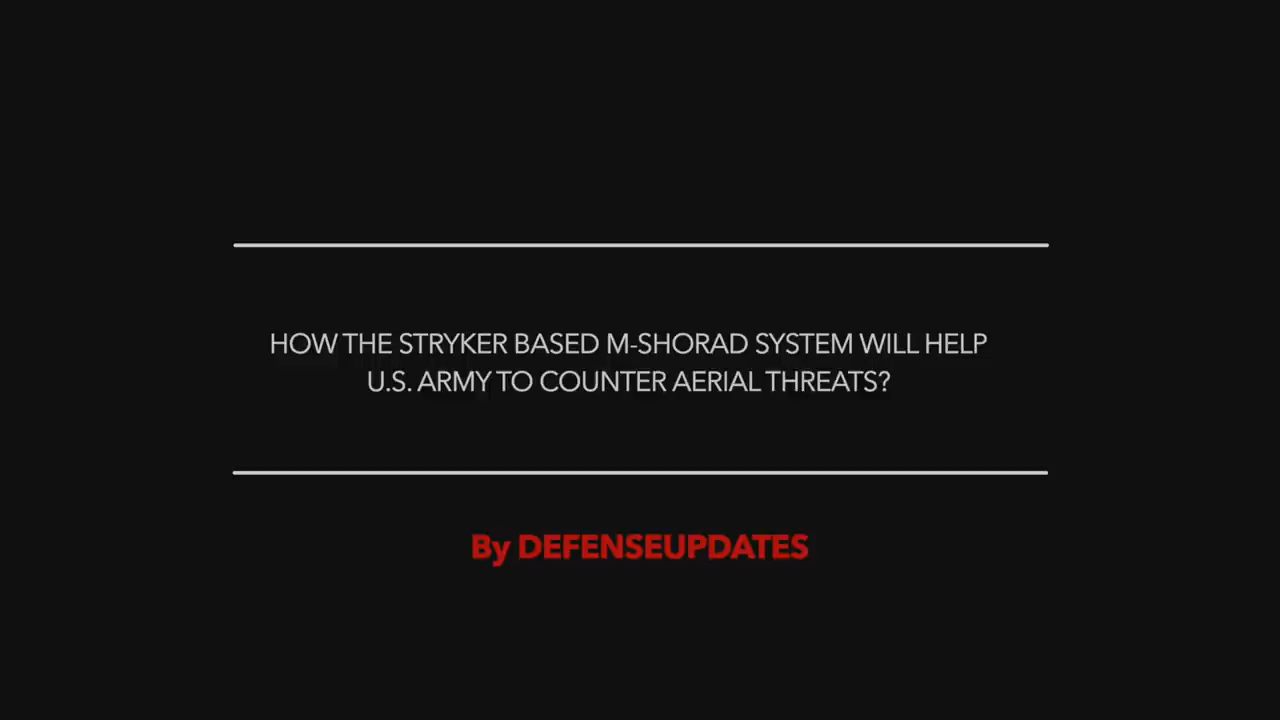 HOW THE STRYKER BASED M-SHORAD SYSTEM WILL HELP
U.S. ARMY TO COUNTER AERIAL THREATS?
By DEFENSEUPDATES